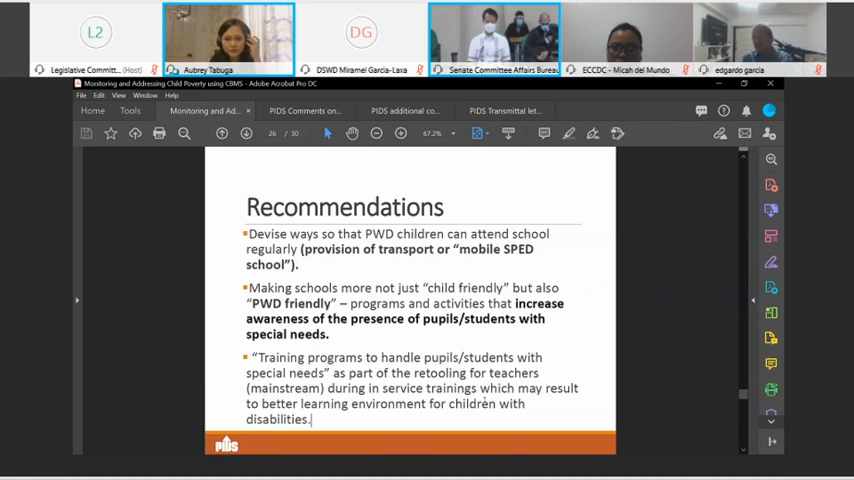 L2
DG
Legislative Committ... (Host)
Aubrey Tabuga
DSWD Miramel Garcia-Laxa
Senate Committee Affairs Bureau
ECCDC - Micah del Mundo
edgardo garcia
Monitoring and Addressing Child Poverty using CBMS - Adobe Acrobat Pro DC
File Edit View Window Help
Home Tools Monitoring and Ad... × PIDS Comments on... PIDS additional co... PIDS Transmittal let...
26 / 30 67.2%
Recommendations
Devise ways so that PWD children can attend school
regularly (provision of transport or “mobile SPED
school”).
Making schools more not just “child friendly” but also
“PWD friendly” – programs and activities that increase
awareness of the presence of pupils/students with
special needs.
“Training programs to handle pupils/students with
special needs” as part of the retooling for teachers
(mainstream) during in service trainings which may result
to better learning environment for children with
disabilities.
PIDS